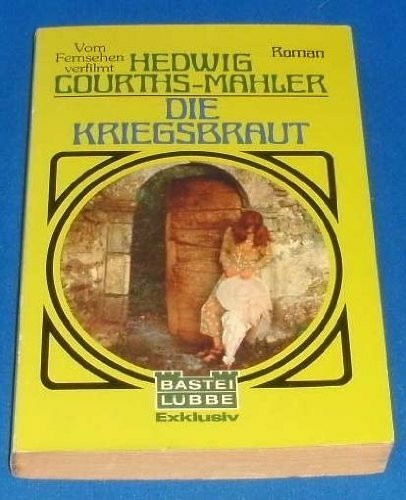 Vom
Fernsehen
verfilmt
HEDWIG
COURTHS-MAHLER
Roman
DIE
KRIEGSBRAUT
BASTEI
LÜBBE
Exklusiv